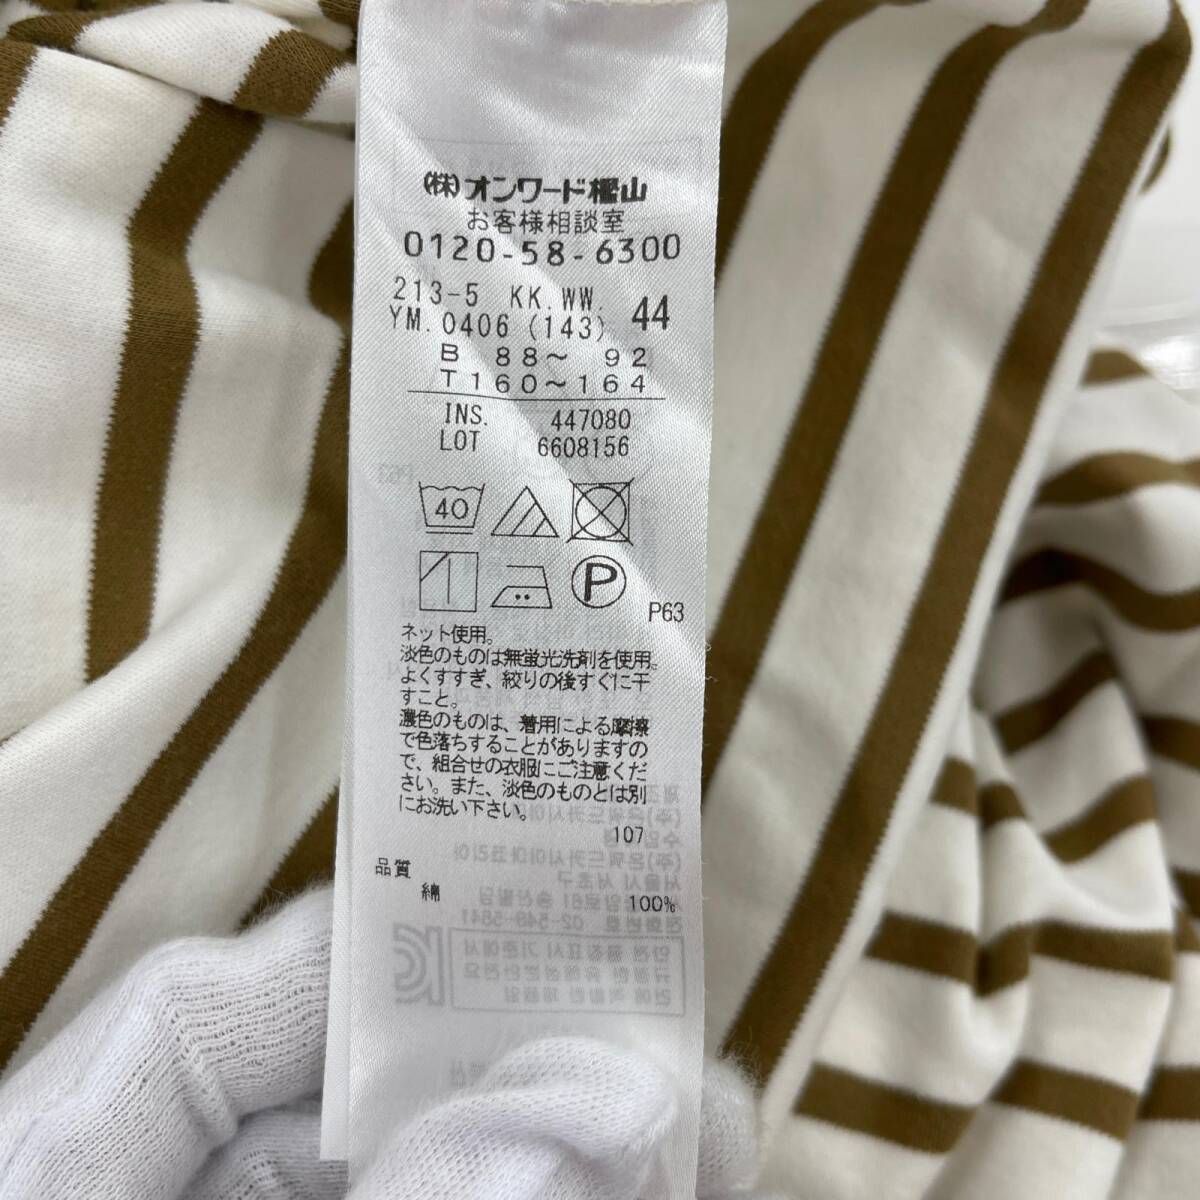 (株)オンワード樫山
お客様相談室
0120-58-6300
213-5 KK.WW. 44
YM.0406 (143)
B 88～ 92
T160～164
INS. 447080
LOT 6608156
40
P
P63
ネット使用。
淡色のものは無蛍光洗剤を使用。
よくすすぎ、絞りの後すぐに干
すこと。
濃色のものは、着用による摩擦
で色落ちすることがありますの
で、組合せの衣服にご注意くだ
さい。また、淡色のものとは別
にお洗い下さい。
107
品質
綿 100%